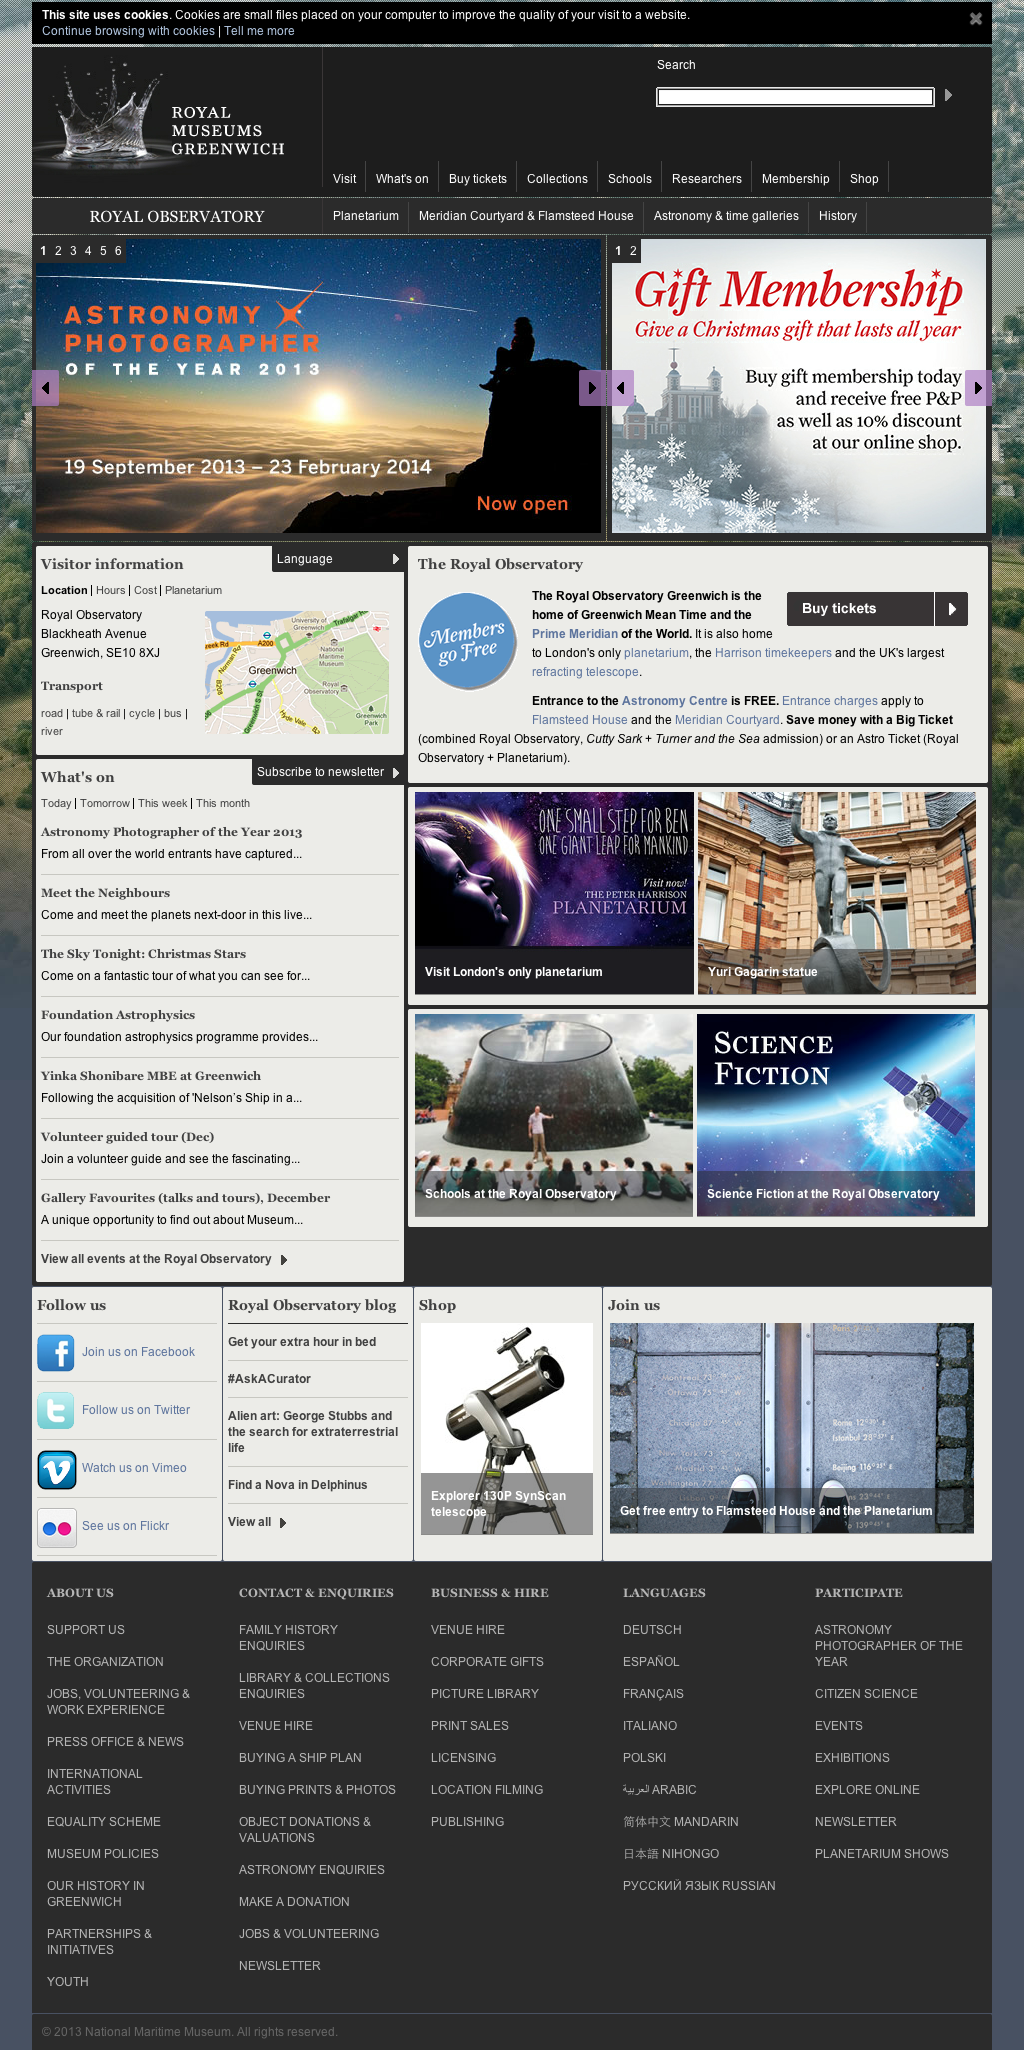 This site uses cookies. Cookies are small files placed on your computer to improve the quality of your visit to a website.
Continue browsing with cookies | Tell me more
Search
ROYAL
MUSEUMS
GREENWICH
Visit
What's on
Buy tickets
Collections
Schools
Researchers
Membership
Shop
ROYAL OBSERVATORY
Planetarium
Meridian Courtyard & Flamsteed House
Astronomy & time galleries
History
1 2 3 4 5 6
ASTRONOMY
PHOTOGRAPHER
OF THE YEAR 2013
19 September 2013 – 23 February 2014
Now open
1 2
Gift Membership
Give a Christmas gift that lasts all year
Buy gift membership today
and receive free P&P
as well as 10% discount
at our online shop.
Visitor information
Language
Location | Hours | Cost | Planetarium
Royal Observatory
Blackheath Avenue
Greenwich, SE10 8XJ
Transport
road | tube & rail | cycle | bus |
river
University of
Greenwich
Trafalgar
A200
Creek Rd
Norman Rd
National
Maritime
Museum
Greenwich
Royal
Observatory
B208
Greenwich S St
Hyde Vale
Greenwich
Park
The Royal Observatory
Members
go Free
Buy tickets
The Royal Observatory Greenwich is the
home of Greenwich Mean Time and the
Prime Meridian of the World. It is also home
to London's only planetarium, the Harrison timekeepers and the UK's largest
refracting telescope.
Entrance to the Astronomy Centre is FREE. Entrance charges apply to
Flamsteed House and the Meridian Courtyard. Save money with a Big Ticket
(combined Royal Observatory, Cutty Sark + Turner and the Sea admission) or an Astro Ticket (Royal
Observatory + Planetarium).
What's on
Subscribe to newsletter
Today | Tomorrow | This week | This month
Astronomy Photographer of the Year 2013
From all over the world entrants have captured...
Meet the Neighbours
Come and meet the planets next-door in this live...
The Sky Tonight: Christmas Stars
Come on a fantastic tour of what you can see for...
Foundation Astrophysics
Our foundation astrophysics programme provides...
Yinka Shonibare MBE at Greenwich
Following the acquisition of 'Nelson's Ship in a...
Volunteer guided tour (Dec)
Join a volunteer guide and see the fascinating...
Gallery Favourites (talks and tours), December
A unique opportunity to find out about Museum...
View all events at the Royal Observatory
ONE SMALL STEP FOR BEN
ONE GIANT LEAP FOR MANKIND
Visit now!
THE PETER HARRISON
PLANETARIUM
Visit London's only planetarium
Yuri Gagarin statue
Schools at the Royal Observatory
SCIENCE
FICTION
Science Fiction at the Royal Observatory
Follow us
Join us on Facebook
Follow us on Twitter
Watch us on Vimeo
See us on Flickr
Royal Observatory blog
Get your extra hour in bed
#AskACurator
Alien art: George Stubbs and
the search for extraterrestrial
life
Find a Nova in Delphinus
View all
Shop
Explorer 130P SynScan
telescope
Join us
Rome
Istanbul
Beijing
Get free entry to Flamsteed House and the Planetarium
ABOUT US
SUPPORT US
THE ORGANIZATION
JOBS, VOLUNTEERING &
WORK EXPERIENCE
PRESS OFFICE & NEWS
INTERNATIONAL
ACTIVITIES
EQUALITY SCHEME
MUSEUM POLICIES
OUR HISTORY IN
GREENWICH
PARTNERSHIPS &
INITIATIVES
YOUTH
CONTACT & ENQUIRIES
FAMILY HISTORY
ENQUIRIES
LIBRARY & COLLECTIONS
ENQUIRIES
VENUE HIRE
BUYING A SHIP PLAN
BUYING PRINTS & PHOTOS
OBJECT DONATIONS &
VALUATIONS
ASTRONOMY ENQUIRIES
MAKE A DONATION
JOBS & VOLUNTEERING
NEWSLETTER
BUSINESS & HIRE
VENUE HIRE
CORPORATE GIFTS
PICTURE LIBRARY
PRINT SALES
LICENSING
LOCATION FILMING
PUBLISHING
LANGUAGES
DEUTSCH
ESPAÑOL
FRANÇAIS
ITALIANO
POLSKI
العربية ARABIC
简体中文 MANDARIN
日本語 NIHONGO
РУССКИЙ ЯЗЫК RUSSIAN
PARTICIPATE
ASTRONOMY
PHOTOGRAPHER OF THE
YEAR
CITIZEN SCIENCE
EVENTS
EXHIBITIONS
EXPLORE ONLINE
NEWSLETTER
PLANETARIUM SHOWS
© 2013 National Maritime Museum. All rights reserved.